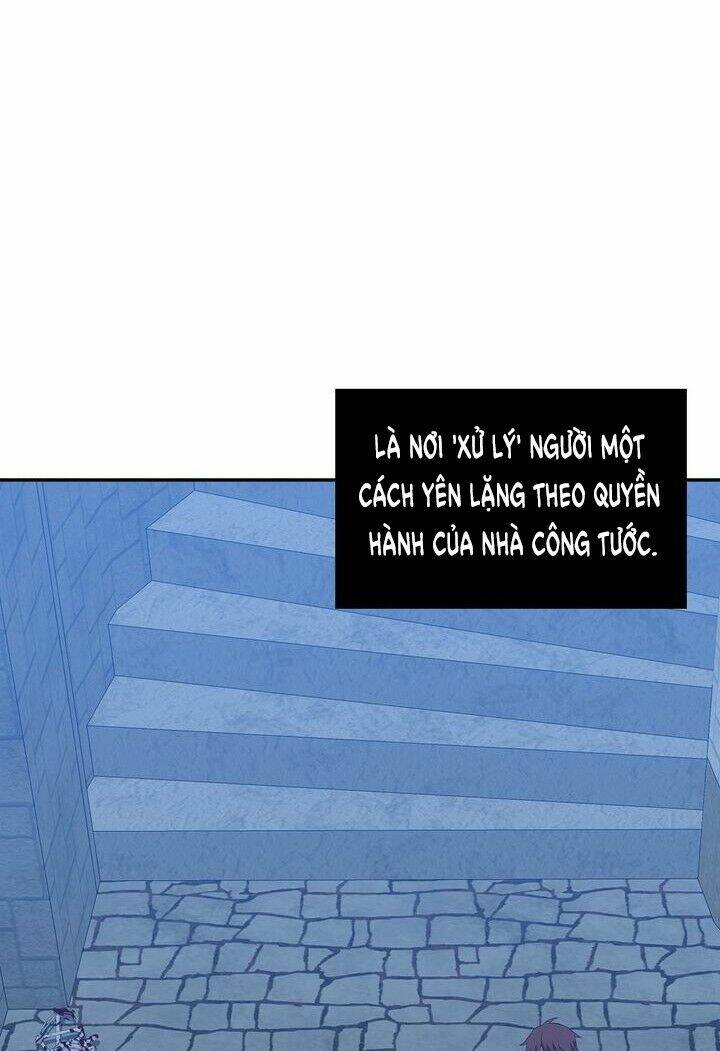 LÀ NƠI 'XỬ LÝ' NGƯỜI MỘT
CÁCH YÊN LẶNG THEO QUYỀN
HÀNH CỦA NHÀ CÔNG TƯỚC.